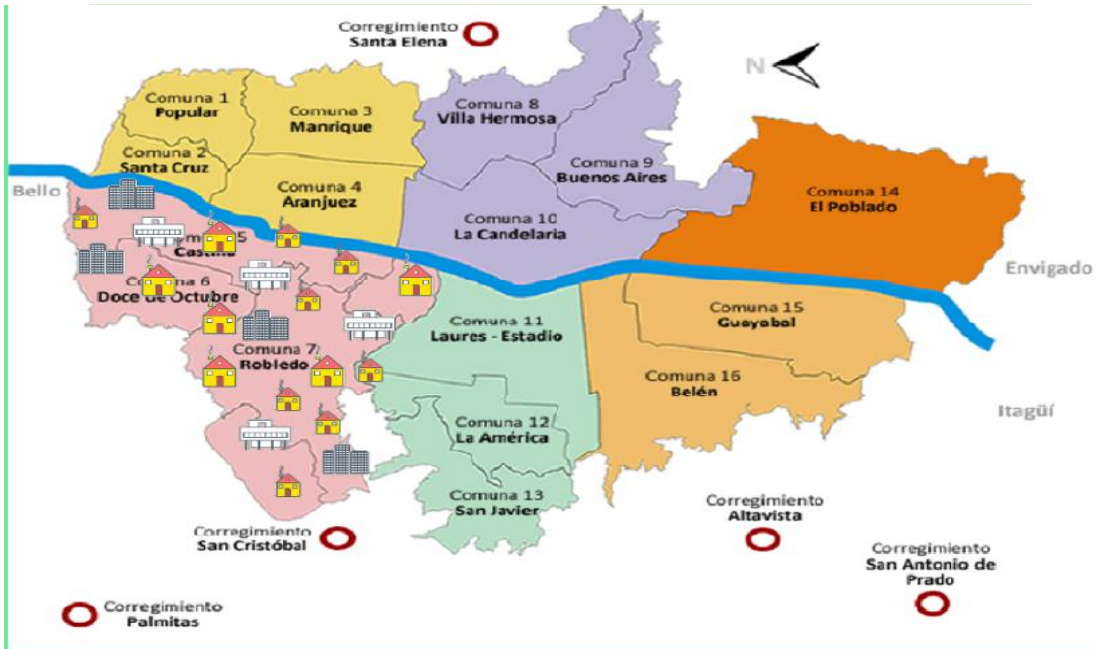 Corregimiento
Santa Elena
N
Comuna 1
Popular
Comuna 3
Manrique
Comuna 8
Villa Hermosa
Comuna 2
Santa Cruz
Comuna 9
Buenos Aires
Bello
Comuna 4
Aranjuez
Comuna 14
El Poblado
Comuna 10
La Candelaria
5
6
Doce de Octubre
Envigado
Comuna 15
Guayabal
Comuna 11
Laures - Estadio
Comuna 7
Robledo
Comuna 16
Belén
Itagüí
Comuna 12
La América
Comuna 13
San Javier
Corregimiento
Altavista
Corregimiento
San Cristóbal
Corregimiento
San Antonio de
Prado
Corregimiento
Palmitas